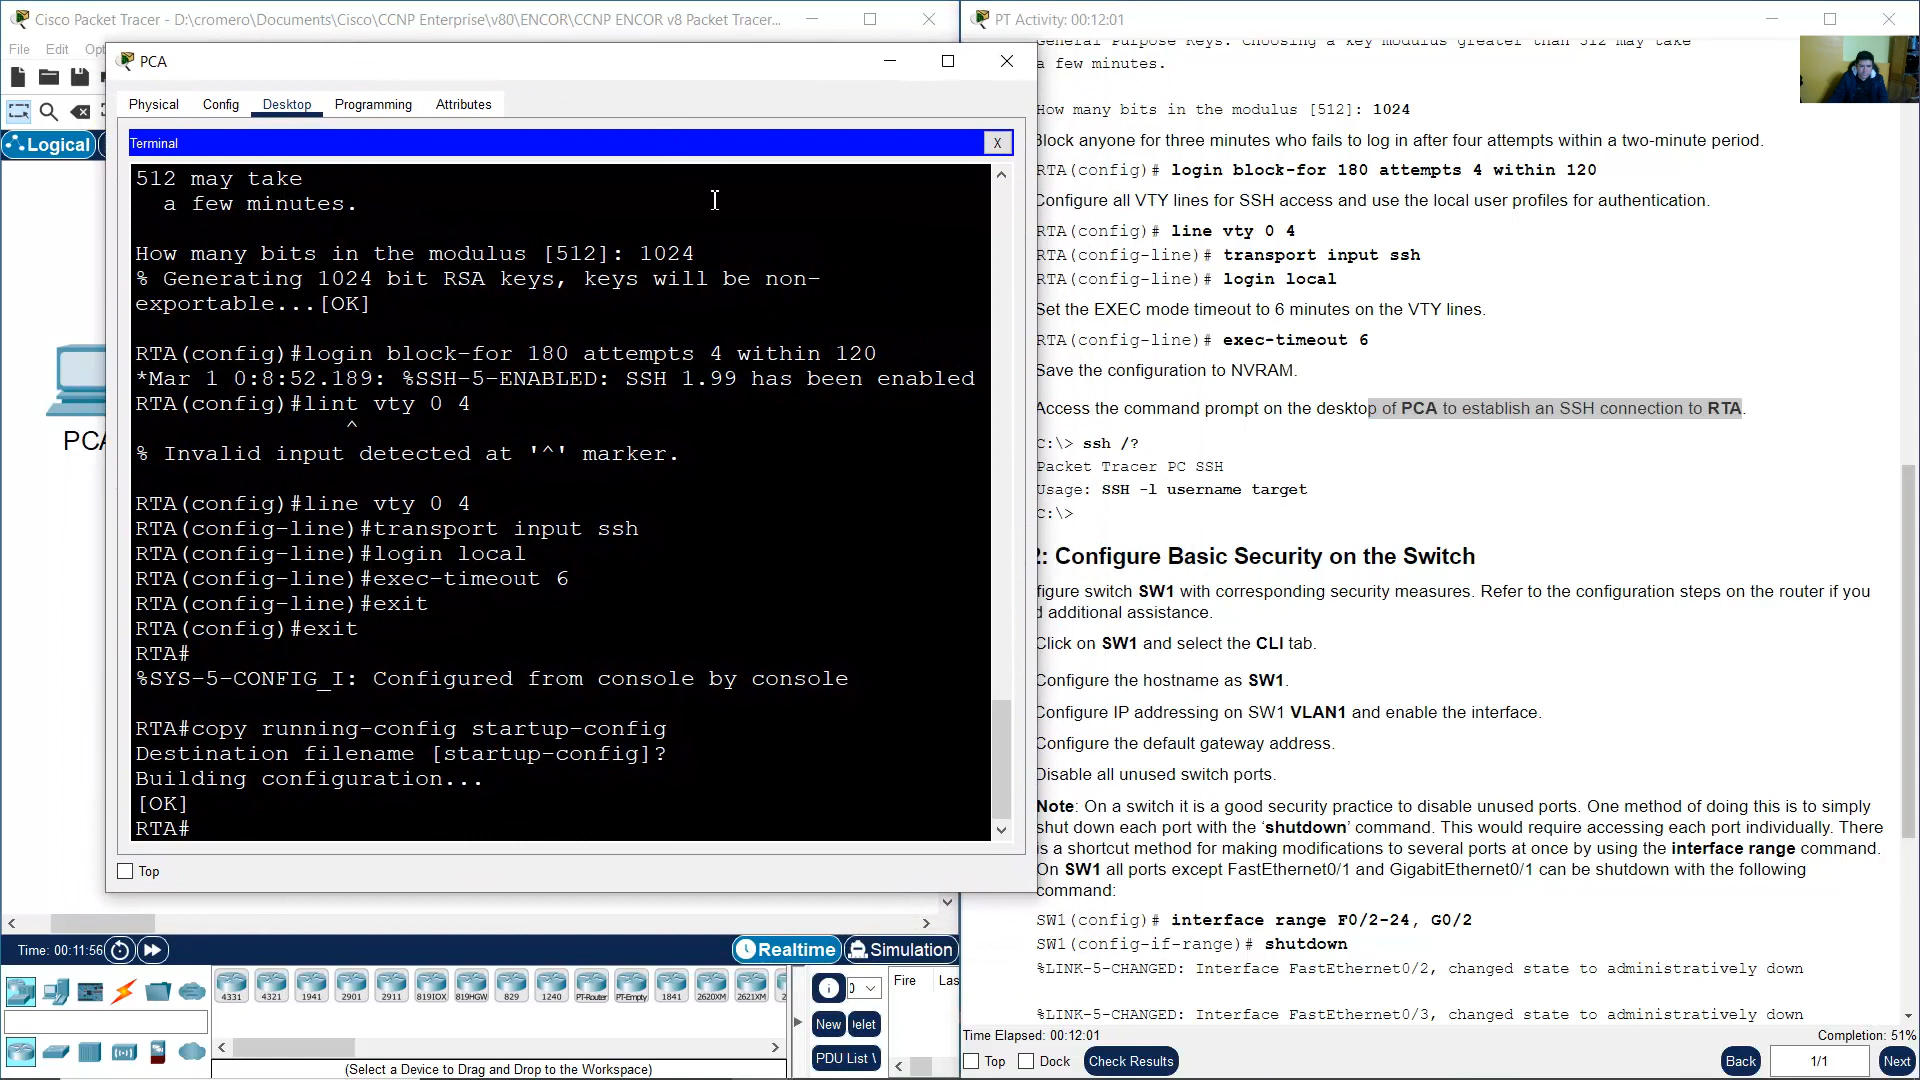 Cisco Packet Tracer - D:\cromero\Documents\Cisco\CCNP Enterprise\v80\ENCOR\CCNP ENCOR v8 Packet Tracer...
File Edit
PCA
Physical Config Desktop Programming Attributes
Logical
Terminal
X
512 may take
a few minutes.
How many bits in the modulus [512]: 1024
% Generating 1024 bit RSA keys, keys will be non-
exportable...[OK]
RTA(config)#login block-for 180 attempts 4 within 120
*Mar 1 0:8:52.189: %SSH-5-ENABLED: SSH 1.99 has been enabled
RTA(config)#lint vty 0 4
^
% Invalid input detected at '^' marker.
RTA(config)#line vty 0 4
RTA(config-line)#transport input ssh
RTA(config-line)#login local
RTA(config-line)#exec-timeout 6
RTA(config-line)#exit
RTA(config)#exit
RTA#
%SYS-5-CONFIG_I: Configured from console by console
RTA#copy running-config startup-config
Destination filename [startup-config]?
Building configuration...
[OK]
RTA#
Top
Time: 00:11:56
Realtime Simulation
4331 4321 1941 2901 2911 819IOX 819HGW 829 1240 PT-Router PT-Empty 1841 2620XM 2621XM
0
Fire
New
PDU List
(Select a Device to Drag and Drop to the Workspace)
PT Activity: 00:12:01
General Purpose Keys. Choosing a key modulus greater than 512 may take
a few minutes.
How many bits in the modulus [512]: 1024
Block anyone for three minutes who fails to log in after four attempts within a two-minute period.
RTA(config)# login block-for 180 attempts 4 within 120
Configure all VTY lines for SSH access and use the local user profiles for authentication.
RTA(config)# line vty 0 4
RTA(config-line)# transport input ssh
RTA(config-line)# login local
Set the EXEC mode timeout to 6 minutes on the VTY lines.
RTA(config-line)# exec-timeout 6
Save the configuration to NVRAM.
Access the command prompt on the desktop of PCA to establish an SSH connection to RTA.
C:\> ssh /?
Packet Tracer PC SSH
Usage: SSH -l username target
C:\>
2: Configure Basic Security on the Switch
figure switch SW1 with corresponding security measures. Refer to the configuration steps on the router if you
d additional assistance.
Click on SW1 and select the CLI tab.
Configure the hostname as SW1.
Configure IP addressing on SW1 VLAN1 and enable the interface.
Configure the default gateway address.
Disable all unused switch ports.
Note: On a switch it is a good security practice to disable unused ports. One method of doing this is to simply
shut down each port with the ‘shutdown’ command. This would require accessing each port individually. There
is a shortcut method for making modifications to several ports at once by using the interface range command.
On SW1 all ports except FastEthernet0/1 and GigabitEthernet0/1 can be shutdown with the following
command:
SW1(config)# interface range F0/2-24, G0/2
SW1(config-if-range)# shutdown
%LINK-5-CHANGED: Interface FastEthernet0/2, changed state to administratively down
%LINK-5-CHANGED: Interface FastEthernet0/3, changed state to administratively down
Time Elapsed: 00:12:01
Completion: 51%
Top Dock Check Results Back 1/1 Next